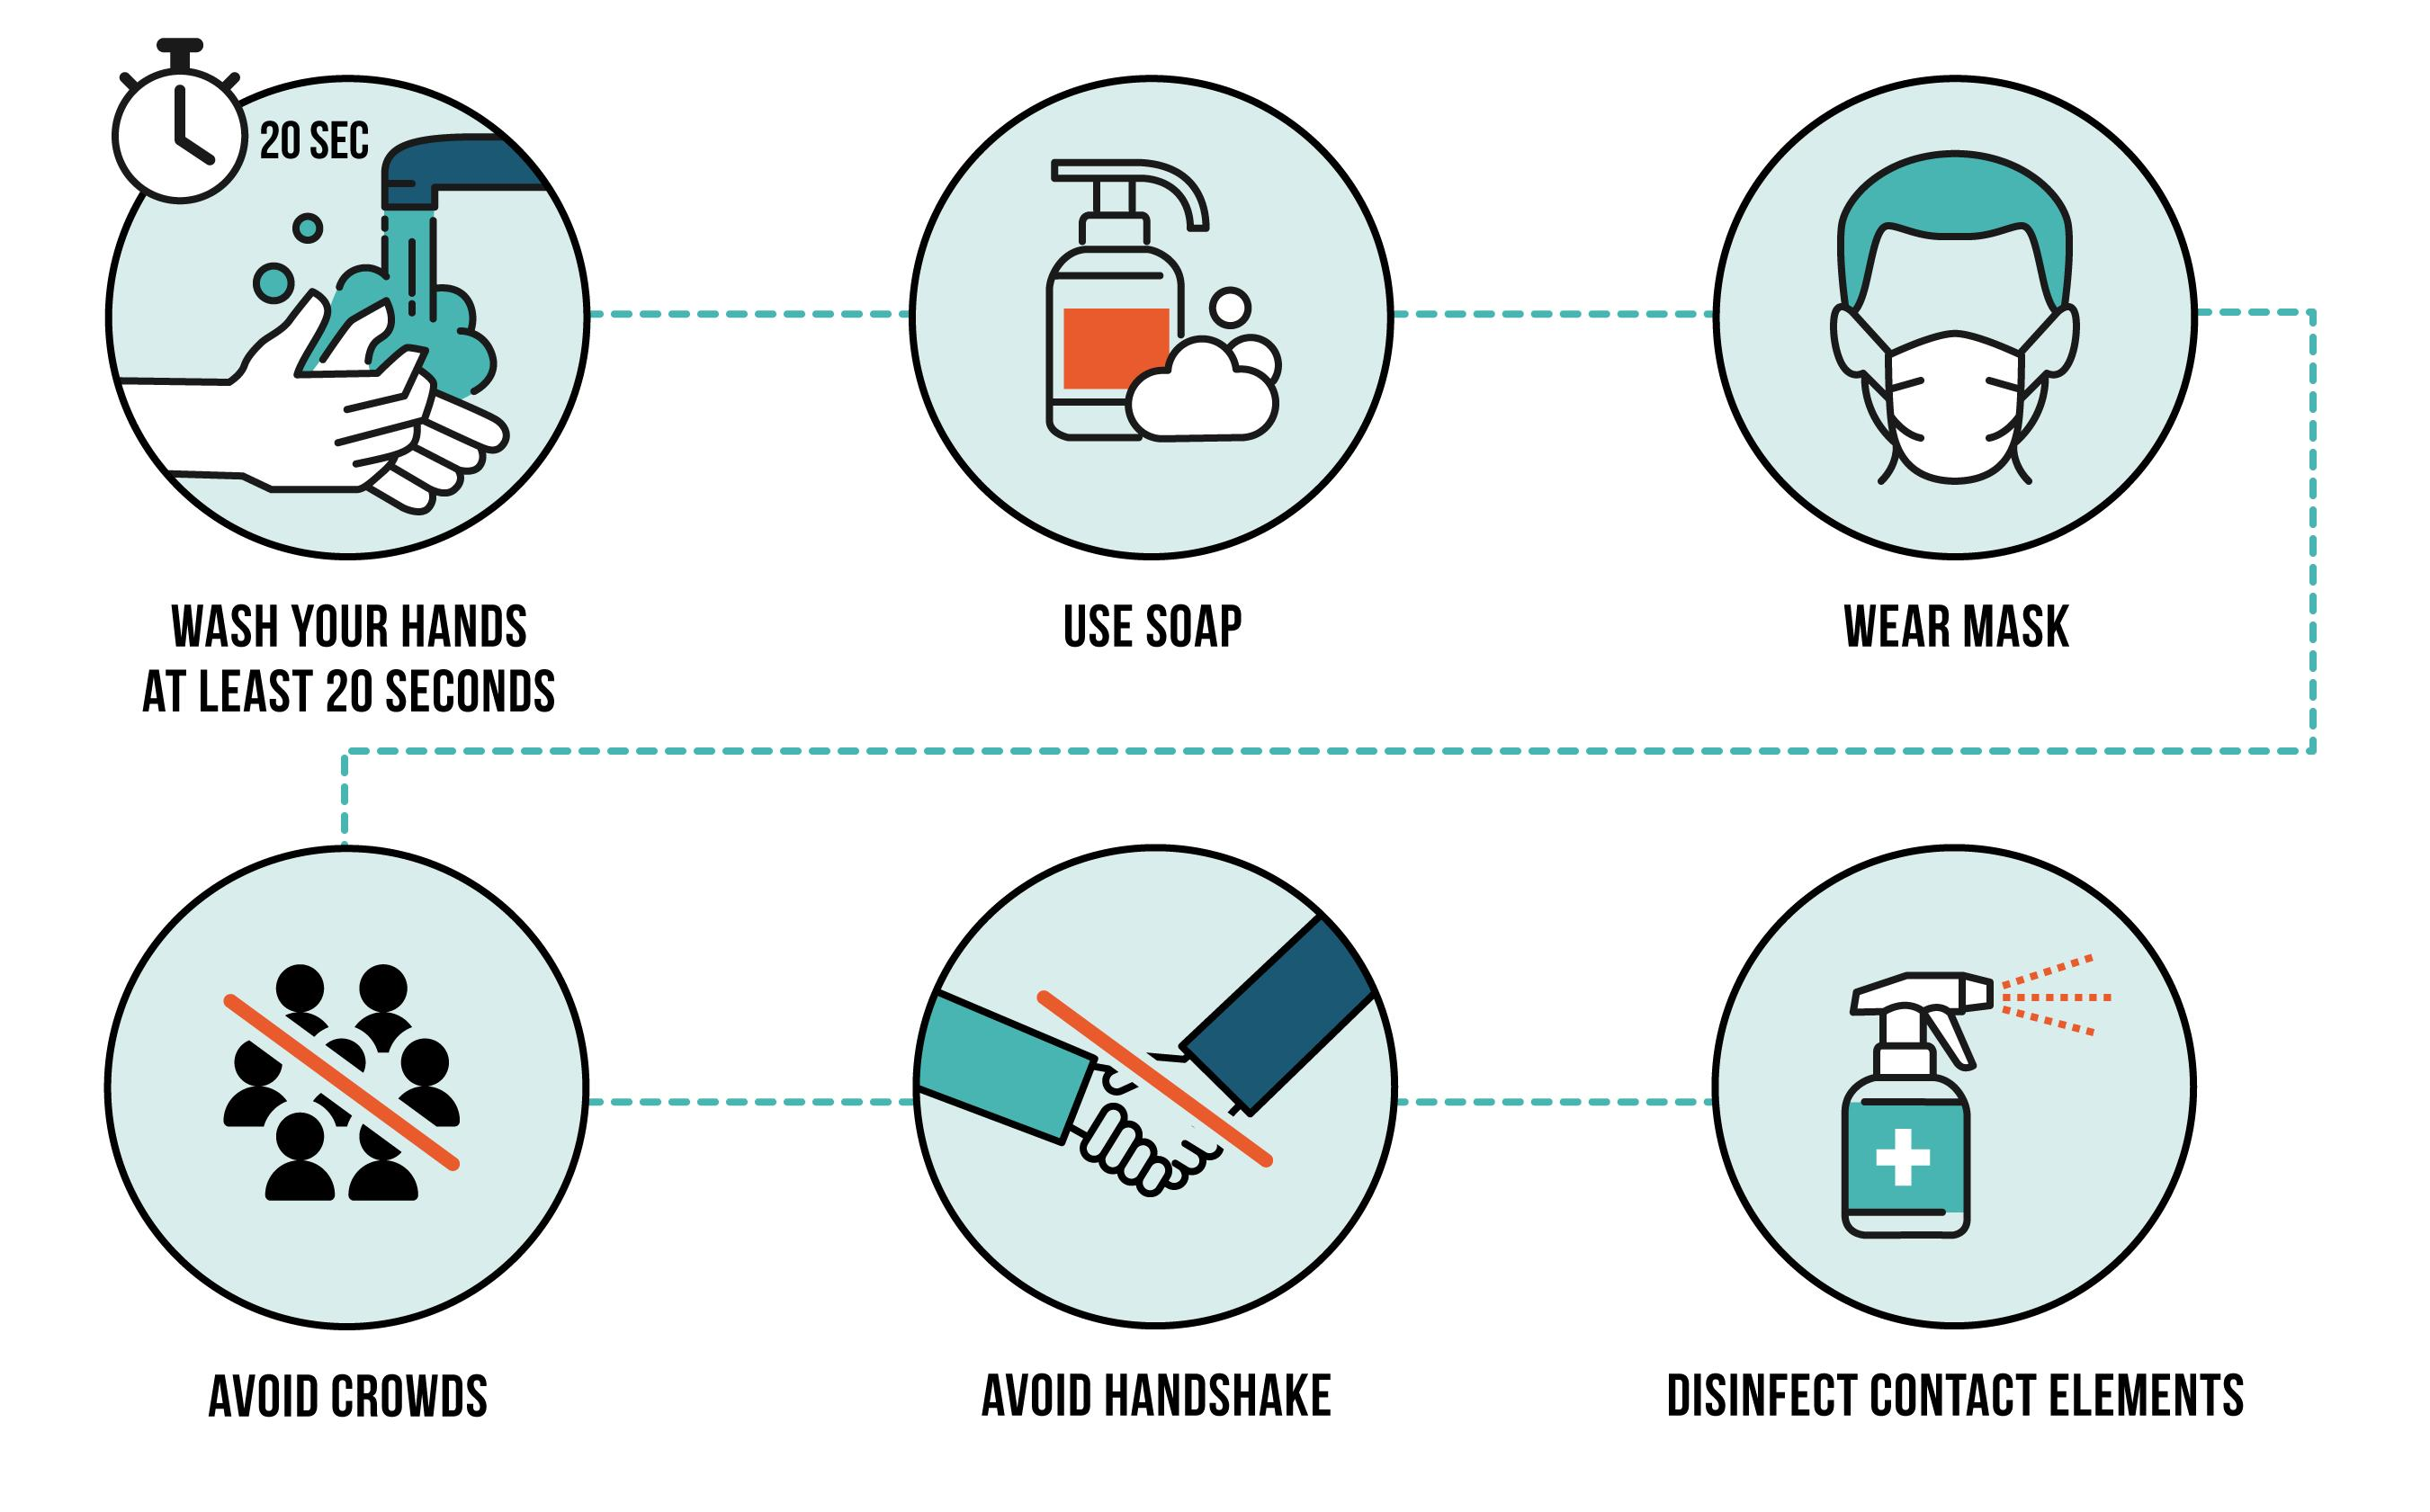 20 SEC
WASH YOUR HANDS
AT LEAST 20 SECONDS
USE SOAP
WEAR MASK
AVOID CROWDS
AVOID HANDSHAKE
DISINFECT CONTACT ELEMENTS